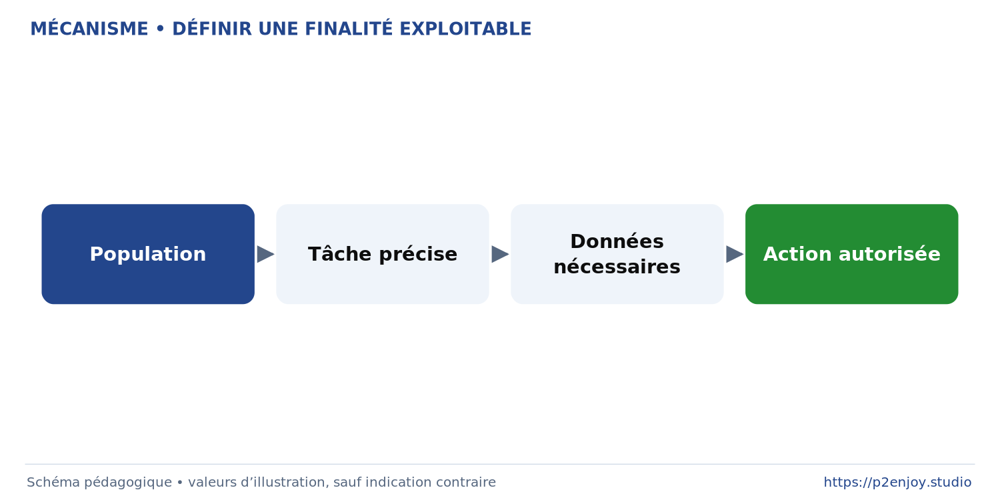 MÉCANISME • DÉFINIR UNE FINALITÉ EXPLOITABLE
Population
Tâche précise
Données
nécessaires
Action autorisée
Schéma pédagogique • valeurs d’illustration, sauf indication contraire
https://p2enjoy.studio